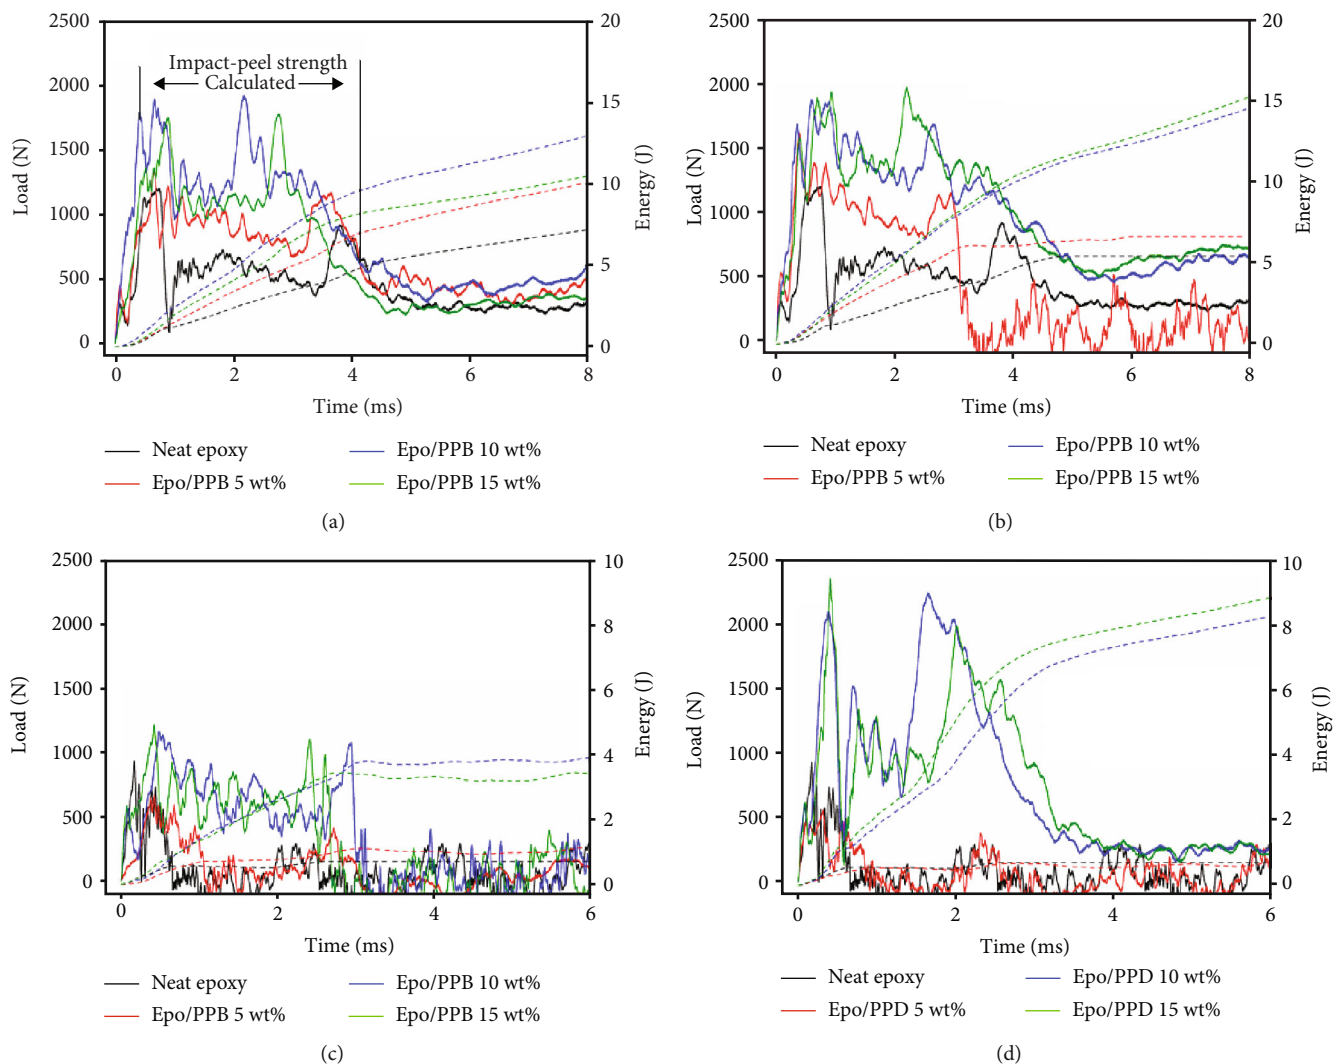 2500
2000
1500
1000
500
0
Load (N)
20
15
10
5
0
Energy (J)
Impact-peel strength
Calculated
0 2 4 6 8
Time (ms)
Neat epoxy
Epo/PPB 5 wt%
Epo/PPB 10 wt%
Epo/PPB 15 wt%
(a)
2500
2000
1500
1000
500
0
Load (N)
20
15
10
5
0
Energy (J)
0 2 4 6 8
Time (ms)
Neat epoxy
Epo/PPB 5 wt%
Epo/PPB 10 wt%
Epo/PPB 15 wt%
(b)
2500
2000
1500
1000
500
0
Load (N)
10
8
6
4
2
0
Energy (J)
0 2 4 6
Time (ms)
Neat epoxy
Epo/PPB 5 wt%
Epo/PPB 10 wt%
Epo/PPB 15 wt%
(c)
2500
2000
1500
1000
500
0
Load (N)
10
8
6
4
2
0
Energy (J)
0 2 4 6
Time (ms)
Neat epoxy
Epo/PPD 5 wt%
Epo/PPD 10 wt%
Epo/PPD 15 wt%
(d)